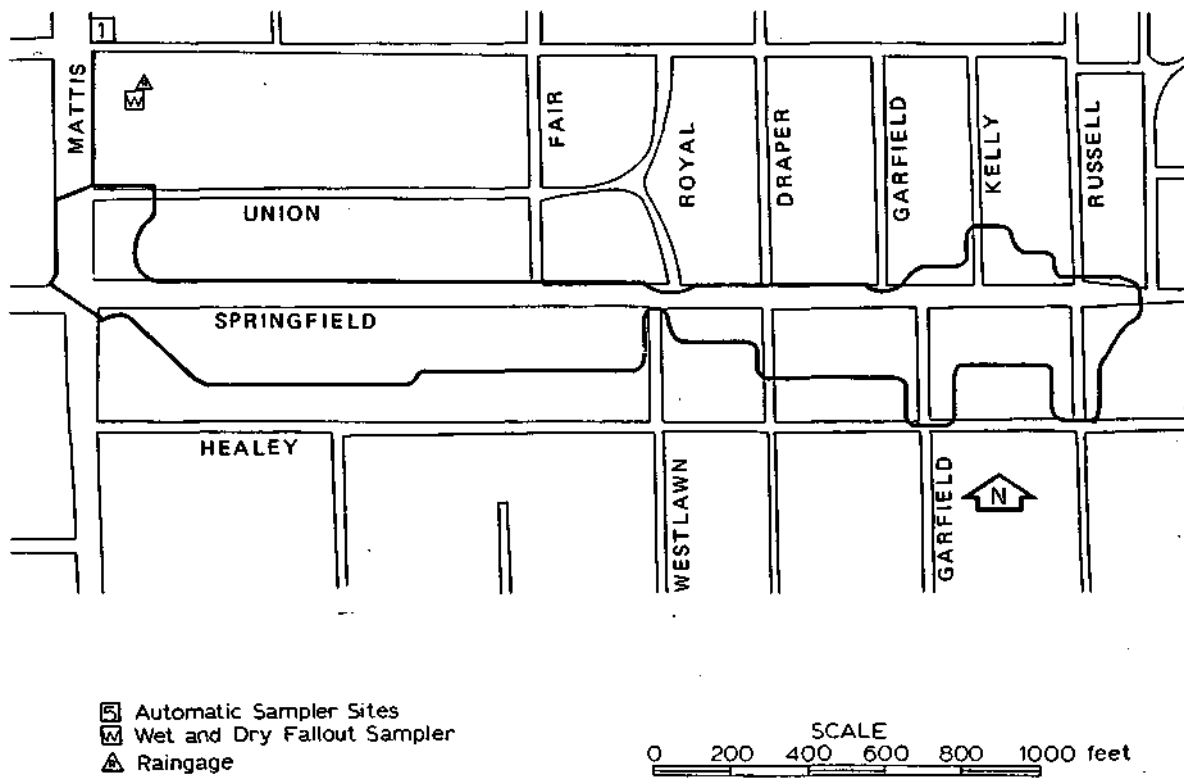 1
W
MATTIS
FAIR
ROYAL
DRAPER
GARFIELD
KELLY
RUSSELL
UNION
SPRINGFIELD
HEALEY
WESTLAWN
GARFIELD
N
5 Automatic Sampler Sites
W Wet and Dry Fallout Sampler
Raingage
SCALE
0 200 400 600 800 1000 feet